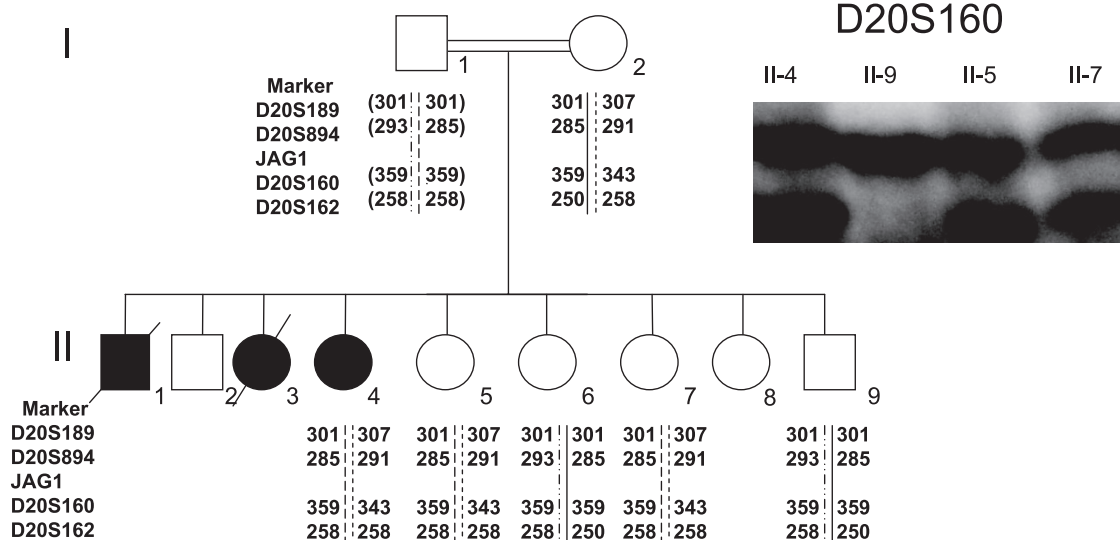 D20S160
II-4 II-9 II-5 II-7
I
1
2
Marker
D20S189 (301 301) 301 307
D20S894 (293 285) 285 291
JAG1
D20S160 (359 359) 359 343
D20S162 (258 258) 250 258
II
1 2 3 4 5 6 7 8 9
Marker
D20S189 301 307 301 307 301 301 301 307 301 301
D20S894 285 291 285 291 293 285 285 291 293 285
JAG1
D20S160 359 343 359 343 359 359 359 343 359 359
D20S162 258 258 258 258 258 250 258 258 258 250